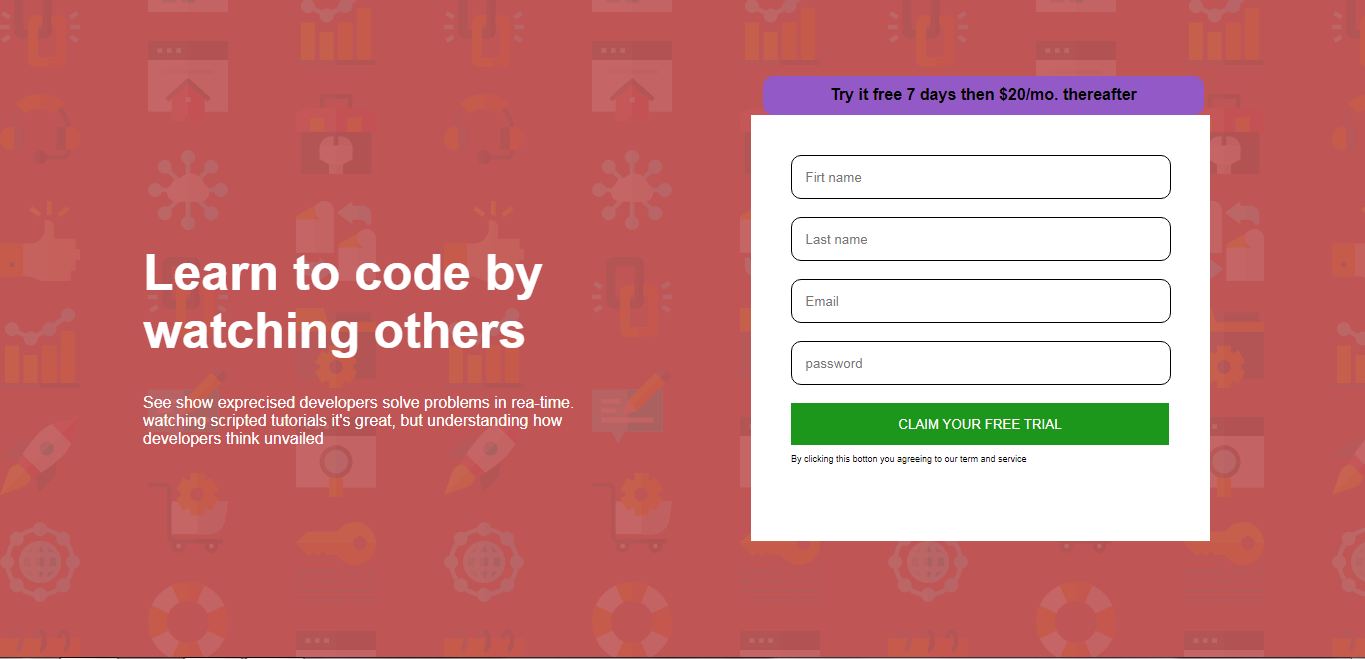 Try it free 7 days then $20/mo. thereafter
Learn to code by
watching others
See show exprecised developers solve problems in rea-time.
watching scripted tutorials it's great, but understanding how
developers think unvailed
Firt name
Last name
Email
password
CLAIM YOUR FREE TRIAL
By clicking this botton you agreeing to our term and service